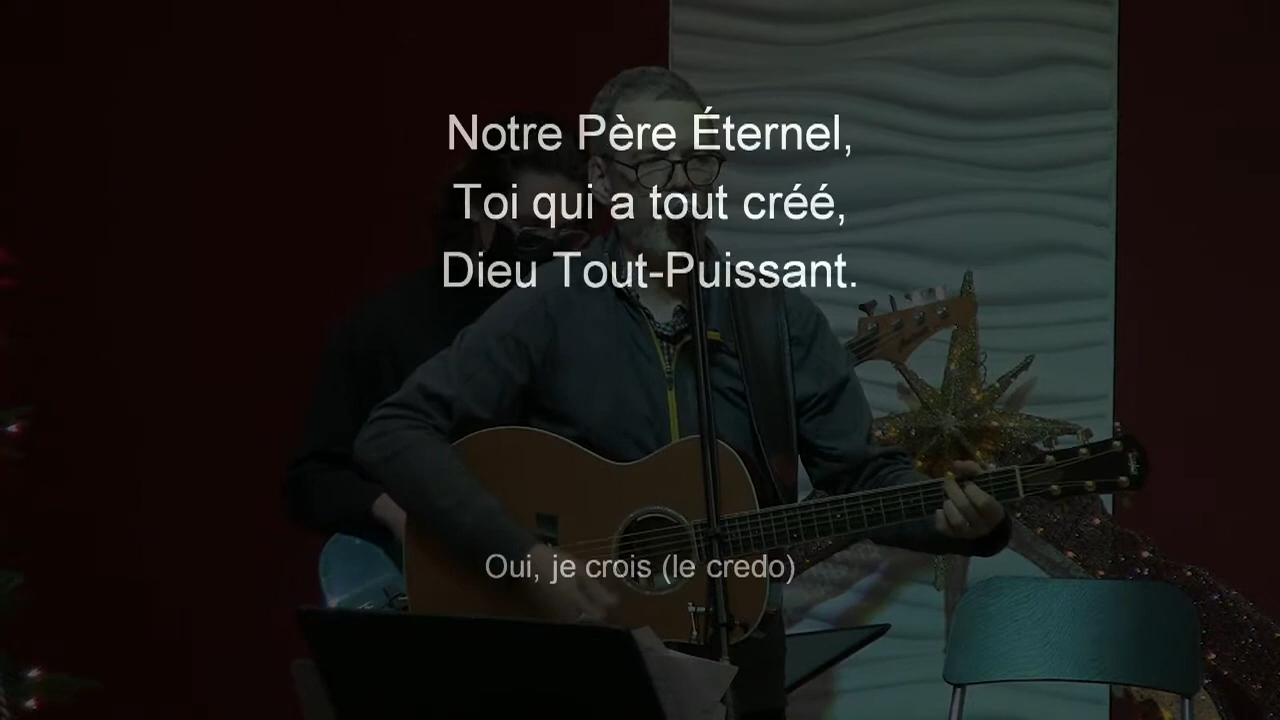 Notre Père Éternel,
Toi qui a tout créé,
Dieu Tout-Puissant.
Oui, je crois (le credo)